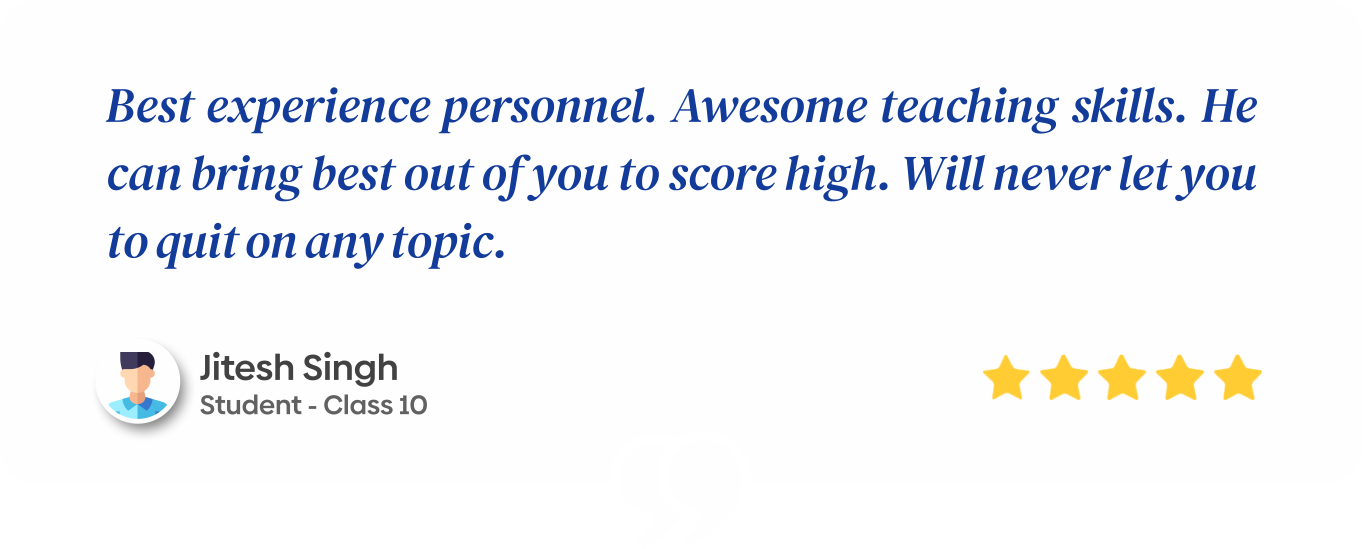 Best experience personnel. Awesome teaching skills. He
can bring best out of you to score high. Will never let you
to quit on any topic.
Jitesh Singh
Student - Class 10